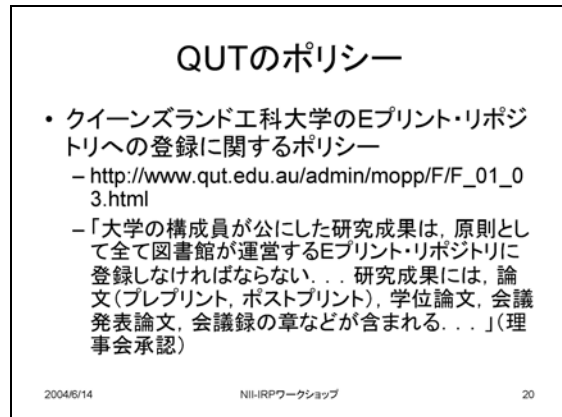 QUTのポリシー
• クイーンズランド工科大学のEプリント・リポジ
トリへの登録に関するポリシー
– http://www.qut.edu.au/admin/mopp/F/F_01_0
3.html
– 「大学の構成員が公にした研究成果は，原則とし
て全て図書館が運営するEプリント・リポジトリに
登録しなければならない．．．研究成果には，論
文（プレプリント，ポストプリント），学位論文，会議
発表論文，会議録の章などが含まれる．．．」（理
事会承認）
2004/6/14 NII-IRPワークショップ 20